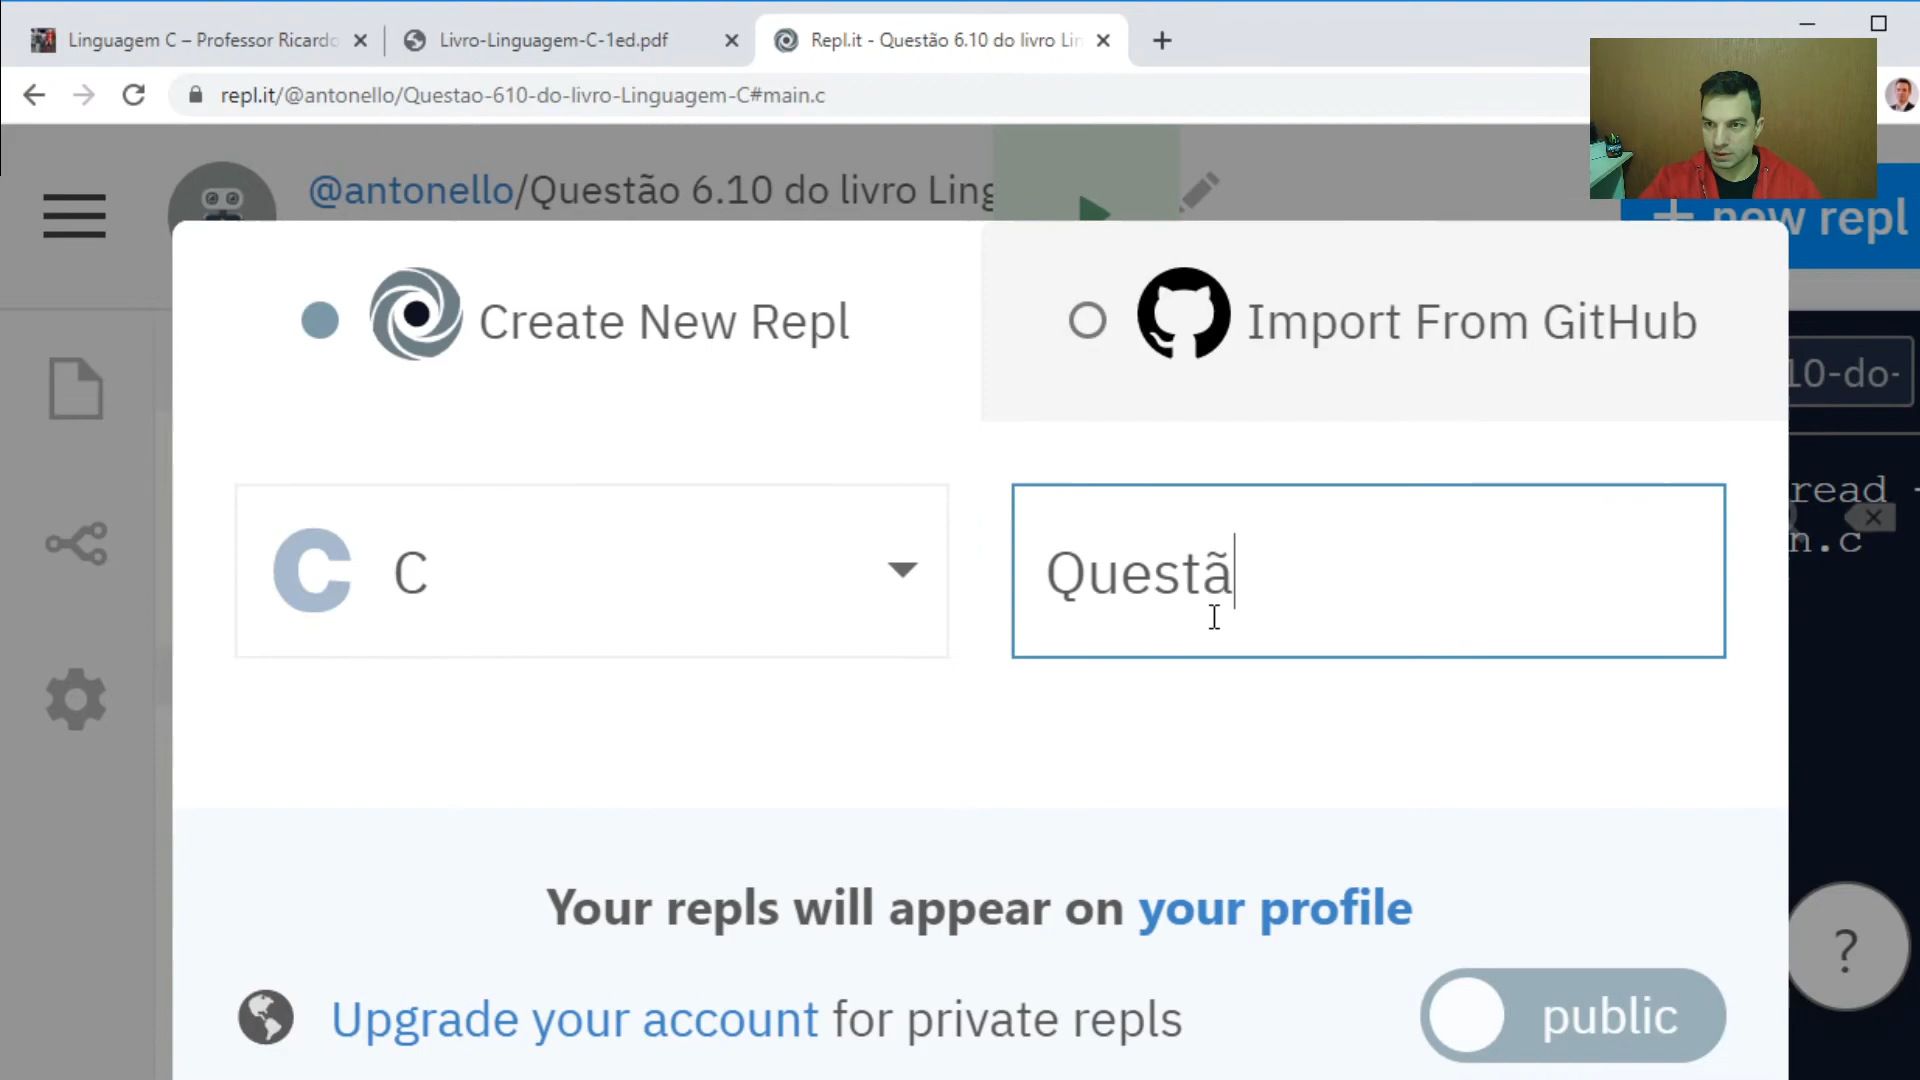 Linguagem C – Professor Ricardo
Livro-Linguagem-C-1ed.pdf
Repl.it - Questão 6.10 do livro Lin
repl.it/@antonello/Questao-610-do-livro-Linguagem-C#main.c
@antonello/Questão 6.10 do livro Ling
+ new repl
Create New Repl
Import From GitHub
10-do-
C
Questã
read
n.c
Your repls will appear on your profile
?
Upgrade your account for private repls
public